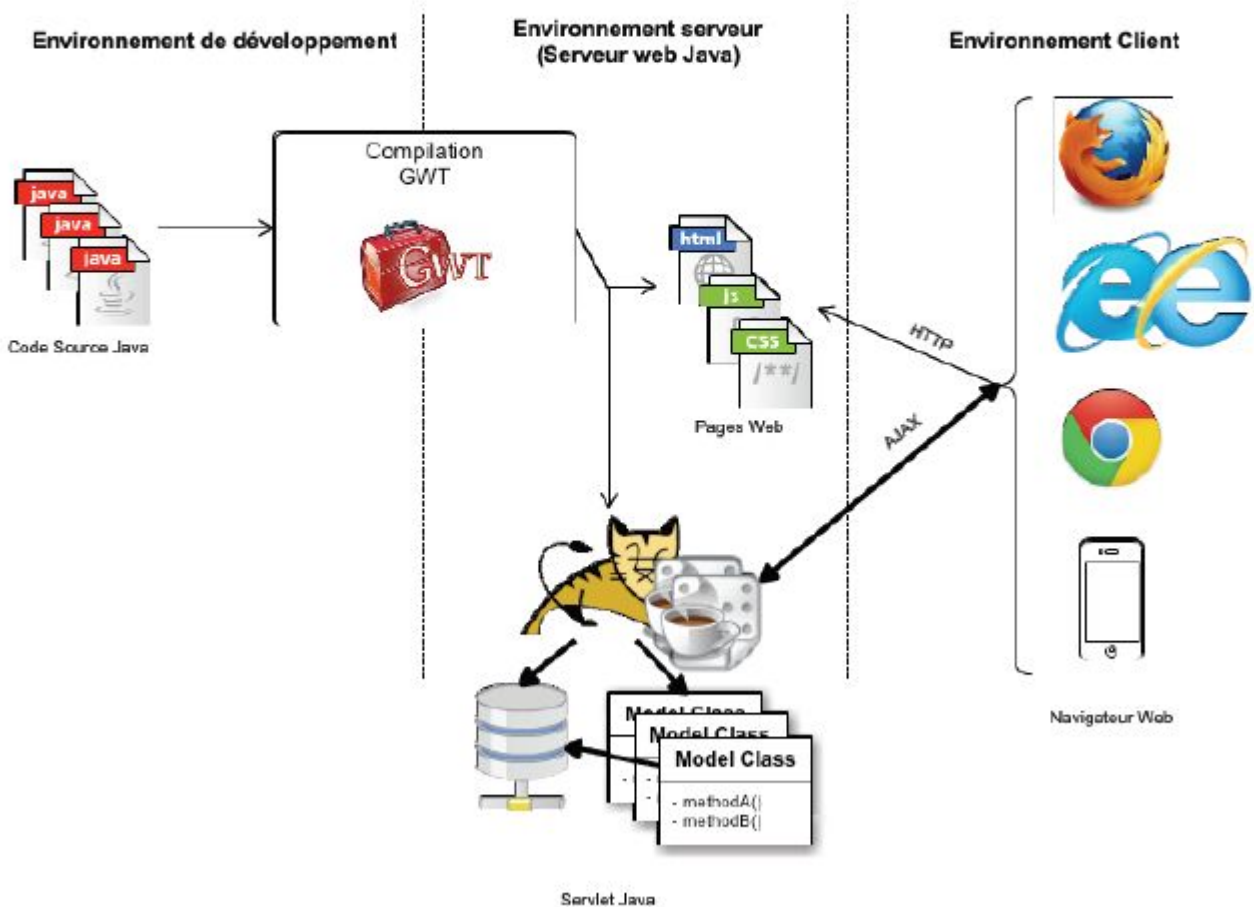 Environnement de développement
Environnement serveur
(Serveur web Java)
Environnement Client
Compilation
GWT
java
java
java
GWT
Code Source Java
html
js
CSS
/**/
Pages Web
HTTP
AJAX
Navigateur Web
Model Class
Model Class
Model Class
- methodA()
- methodB()
Servlet Java